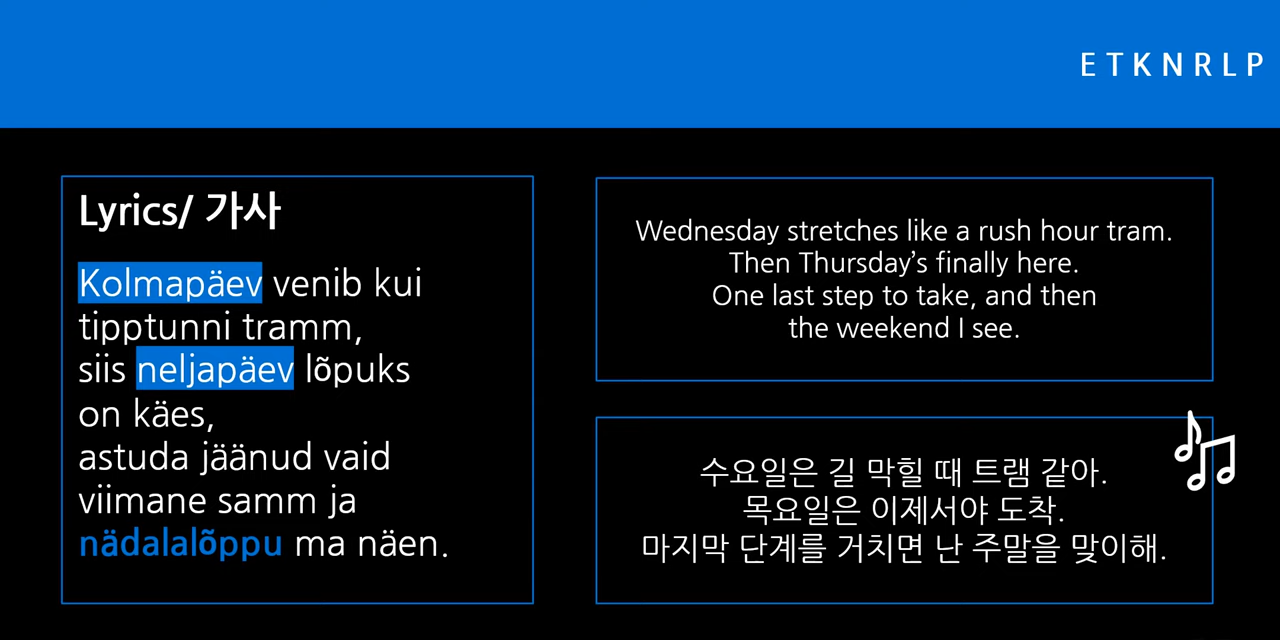 E T K N R L P
Lyrics/ 가사
Kolmapäev venib kui
tipptunni tramm,
siis neljapäev lõpuks
on käes,
astuda jäänud vaid
viimane samm ja
nädalalõppu ma näen.
Wednesday stretches like a rush hour tram.
Then Thursday’s finally here.
One last step to take, and then
the weekend I see.
수요일은 길 막힐 때 트램 같아.
목요일은 이제서야 도착.
마지막 단계를 거치면 난 주말을 맞이해.